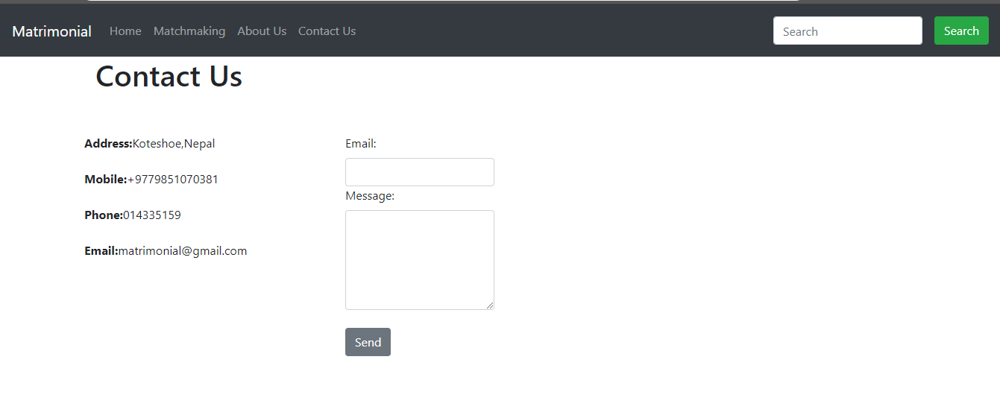 Matrimonial Home Matchmaking About Us Contact Us Search Search
Contact Us
Address:Koteshoe,Nepal
Mobile:+9779851070381
Phone:014335159
Email:matrimonial@gmail.com
Email:
Message:
Send